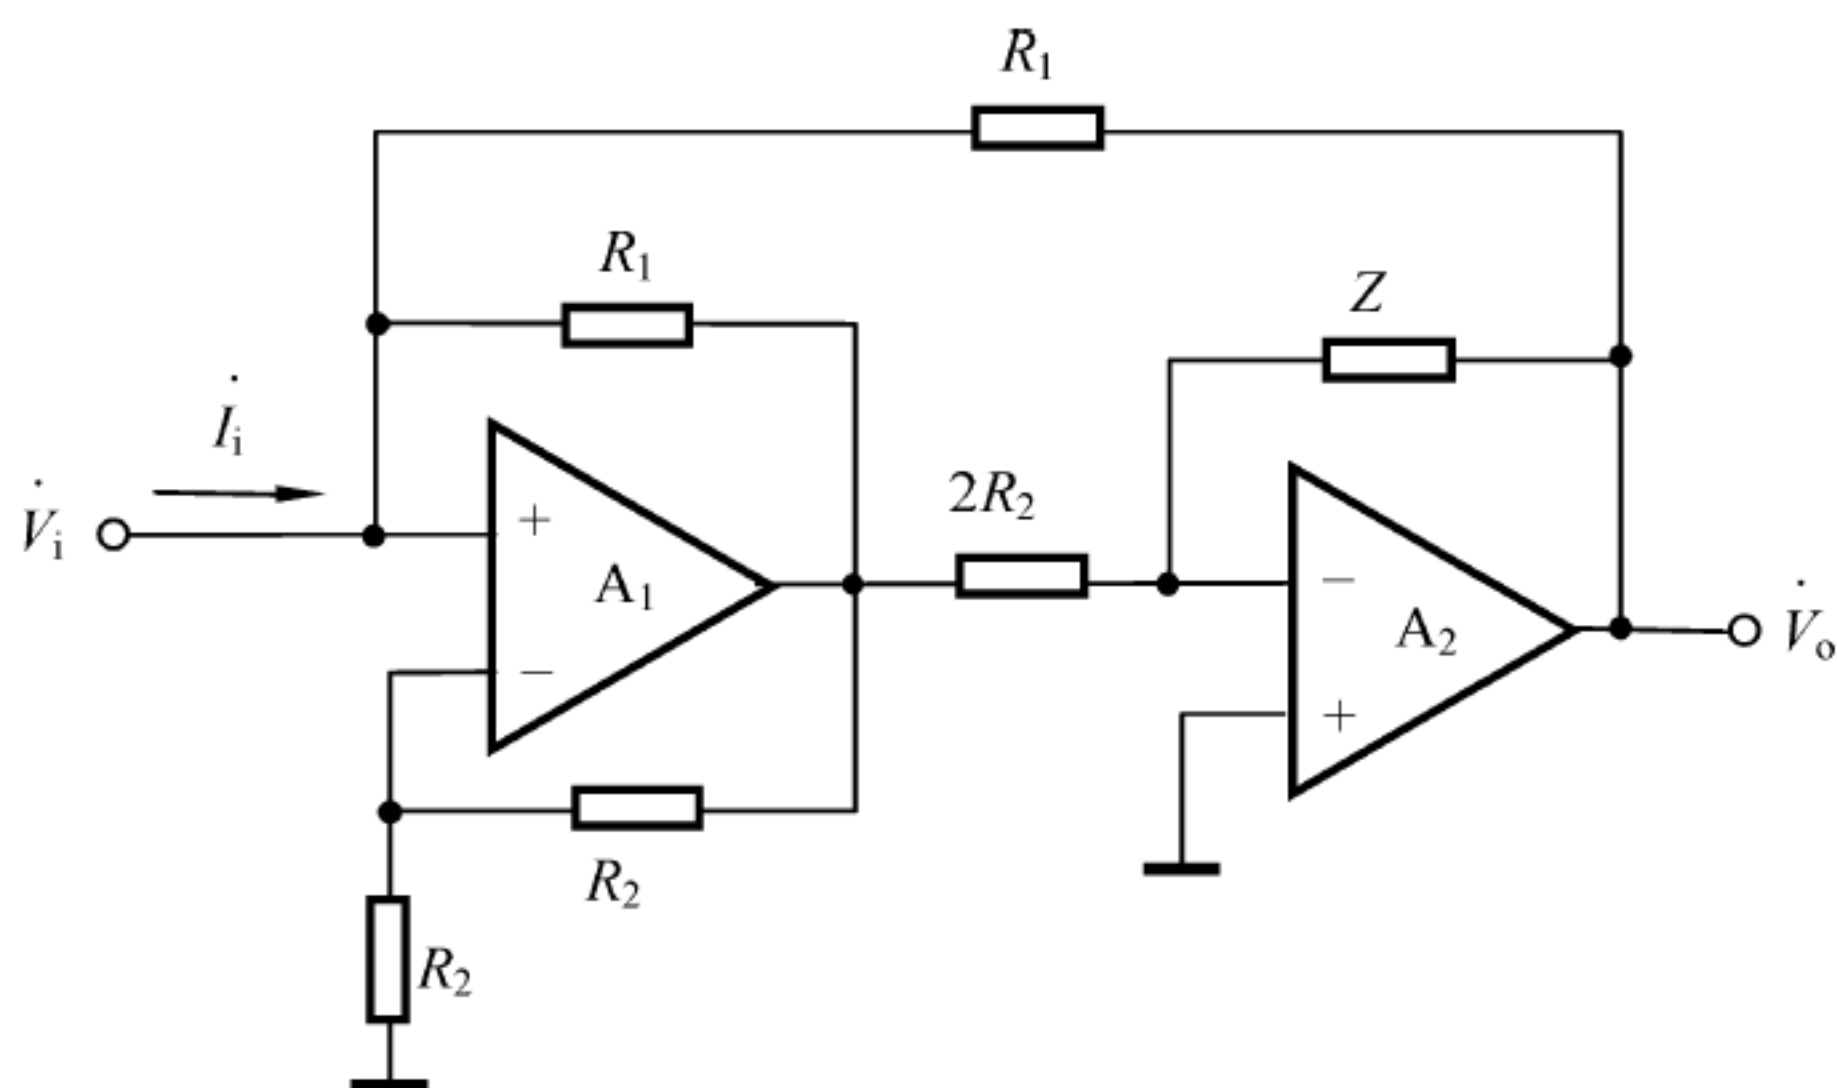 R₁
R₁
Z
İᵢ
V̇ᵢ
+
A₁
−
2R₂
−
A₂
+
V̇ₒ
R₂
R₂